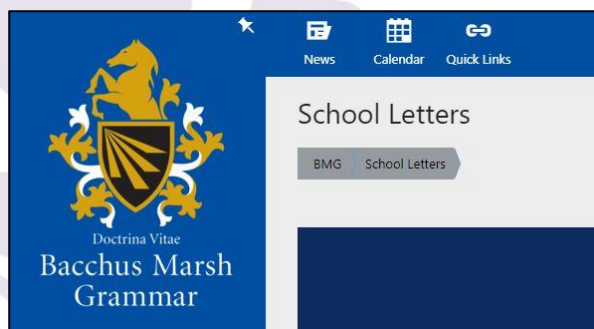 News Calendar Quick Links
School Letters
BMG School Letters
Doctrina Vitae
Bacchus Marsh
Grammar